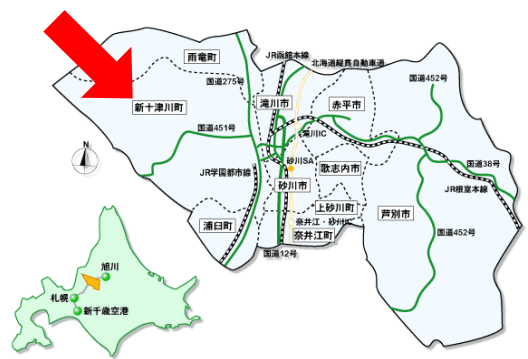 雨竜町
JR函館本線
北海道縦貫自動車道
国道275号
国道452号
新十津川町
滝川市
赤平市
国道451号
滝川IC
JR学園都市線
砂川SA
歌志内市
国道38号
砂川市
JR根室本線
上砂川町
芦別市
浦臼町
奈井江・砂川IC
奈井江町
国道452号
国道12号
N
旭川
札幌
新千歳空港